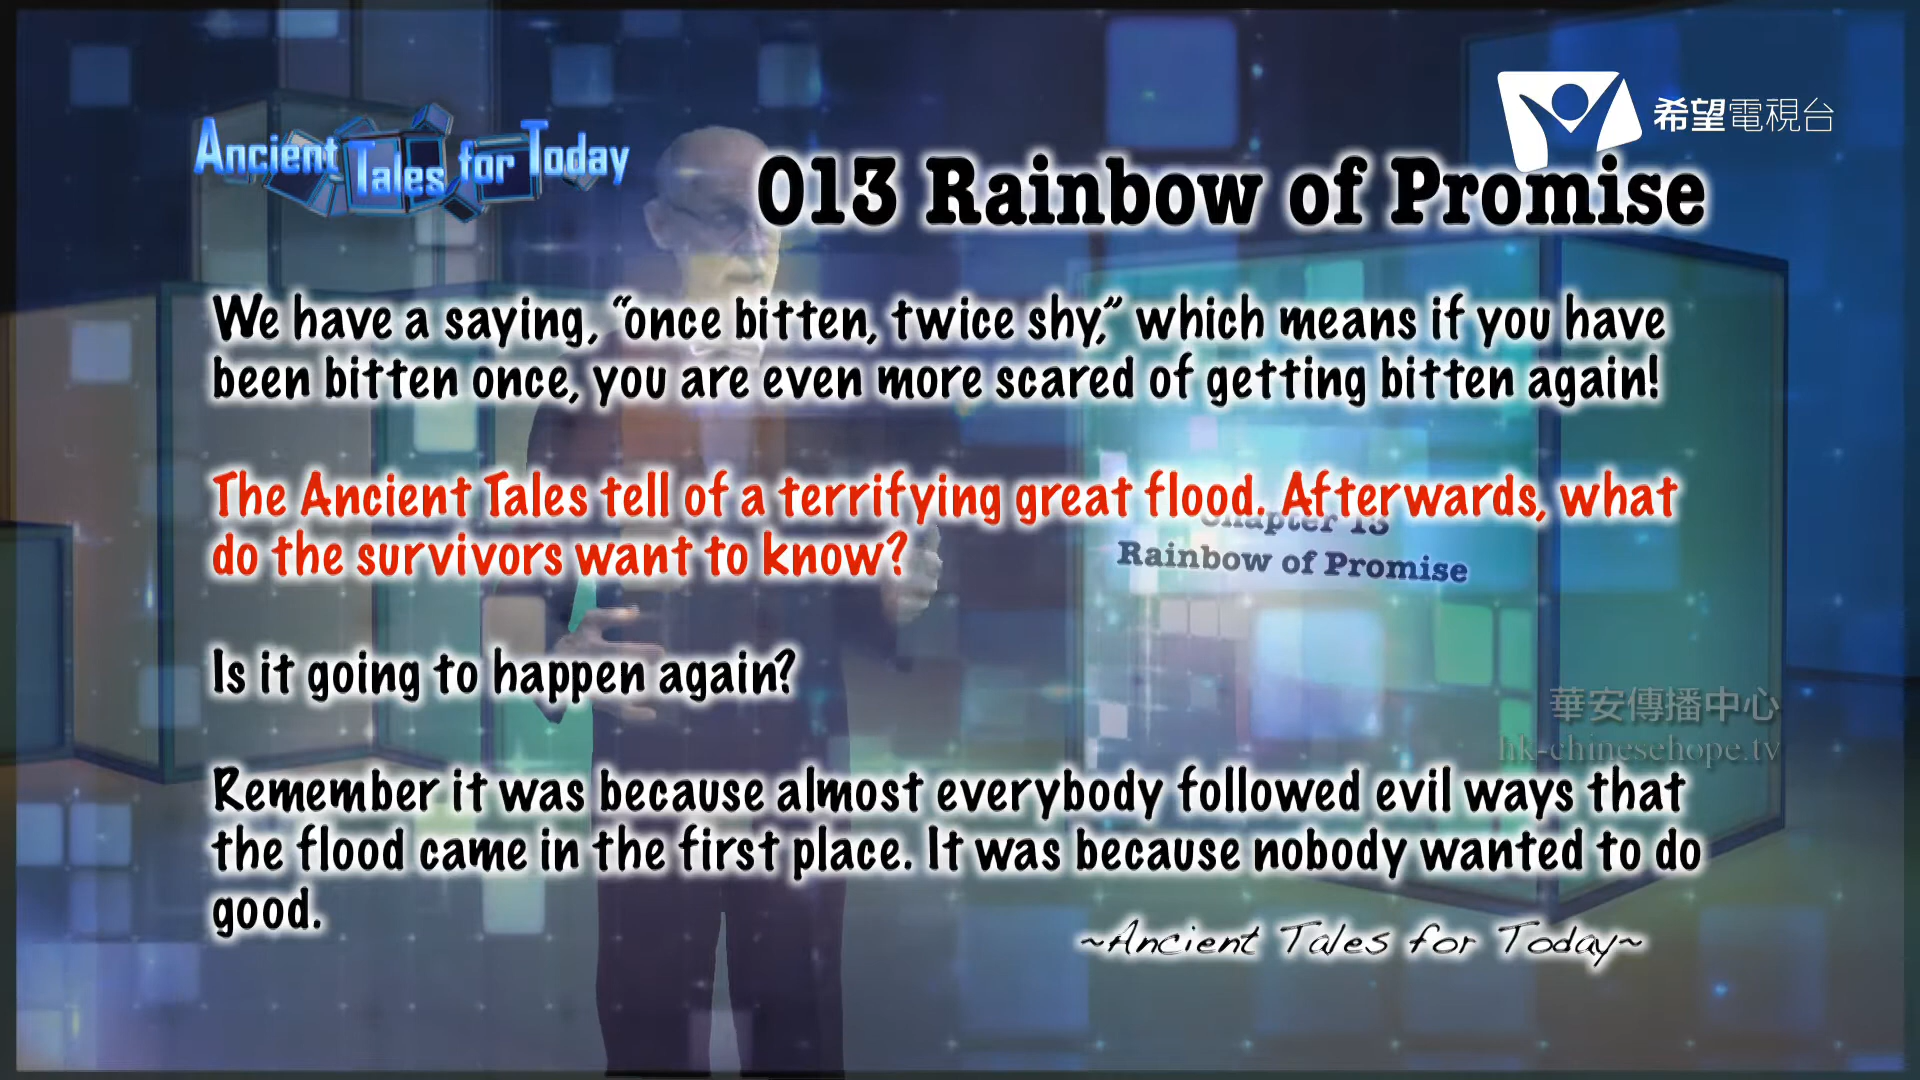 希望電視台
Ancient Tales for Today
013 Rainbow of Promise
We have a saying, “once bitten, twice shy,” which means if you have
been bitten once, you are even more scared of getting bitten again!
The Ancient Tales tell of a terrifying great flood. Afterwards, what
do the survivors want to know?
Chapter 13
Rainbow of Promise
Is it going to happen again?
華安傳播中心
hk-chinesehope.tv
Remember it was because almost everybody followed evil ways that
the flood came in the first place. It was because nobody wanted to do
good.
~Ancient Tales for Today~